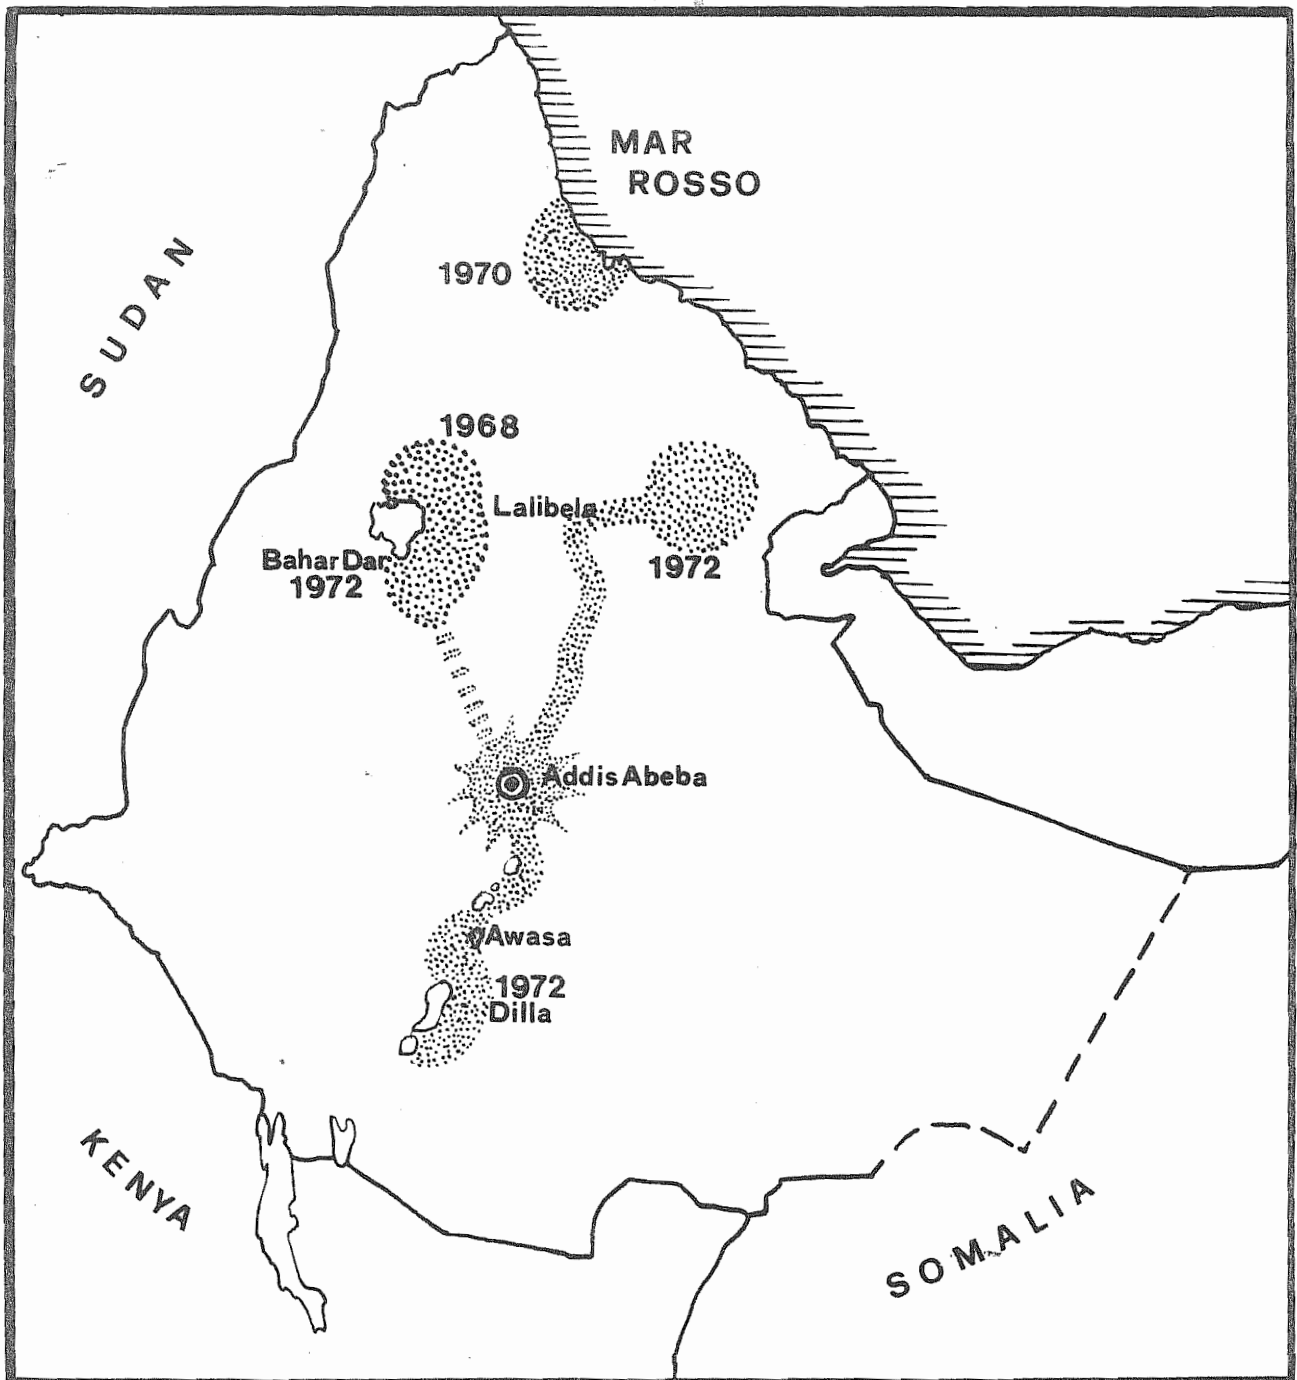 MAR
ROSSO
SUDAN
1970
1968
Lalibela
Bahar Dar
1972
1972
Addis Abeba
Awasa
1972
Dilla
KENYA
SOMALIA